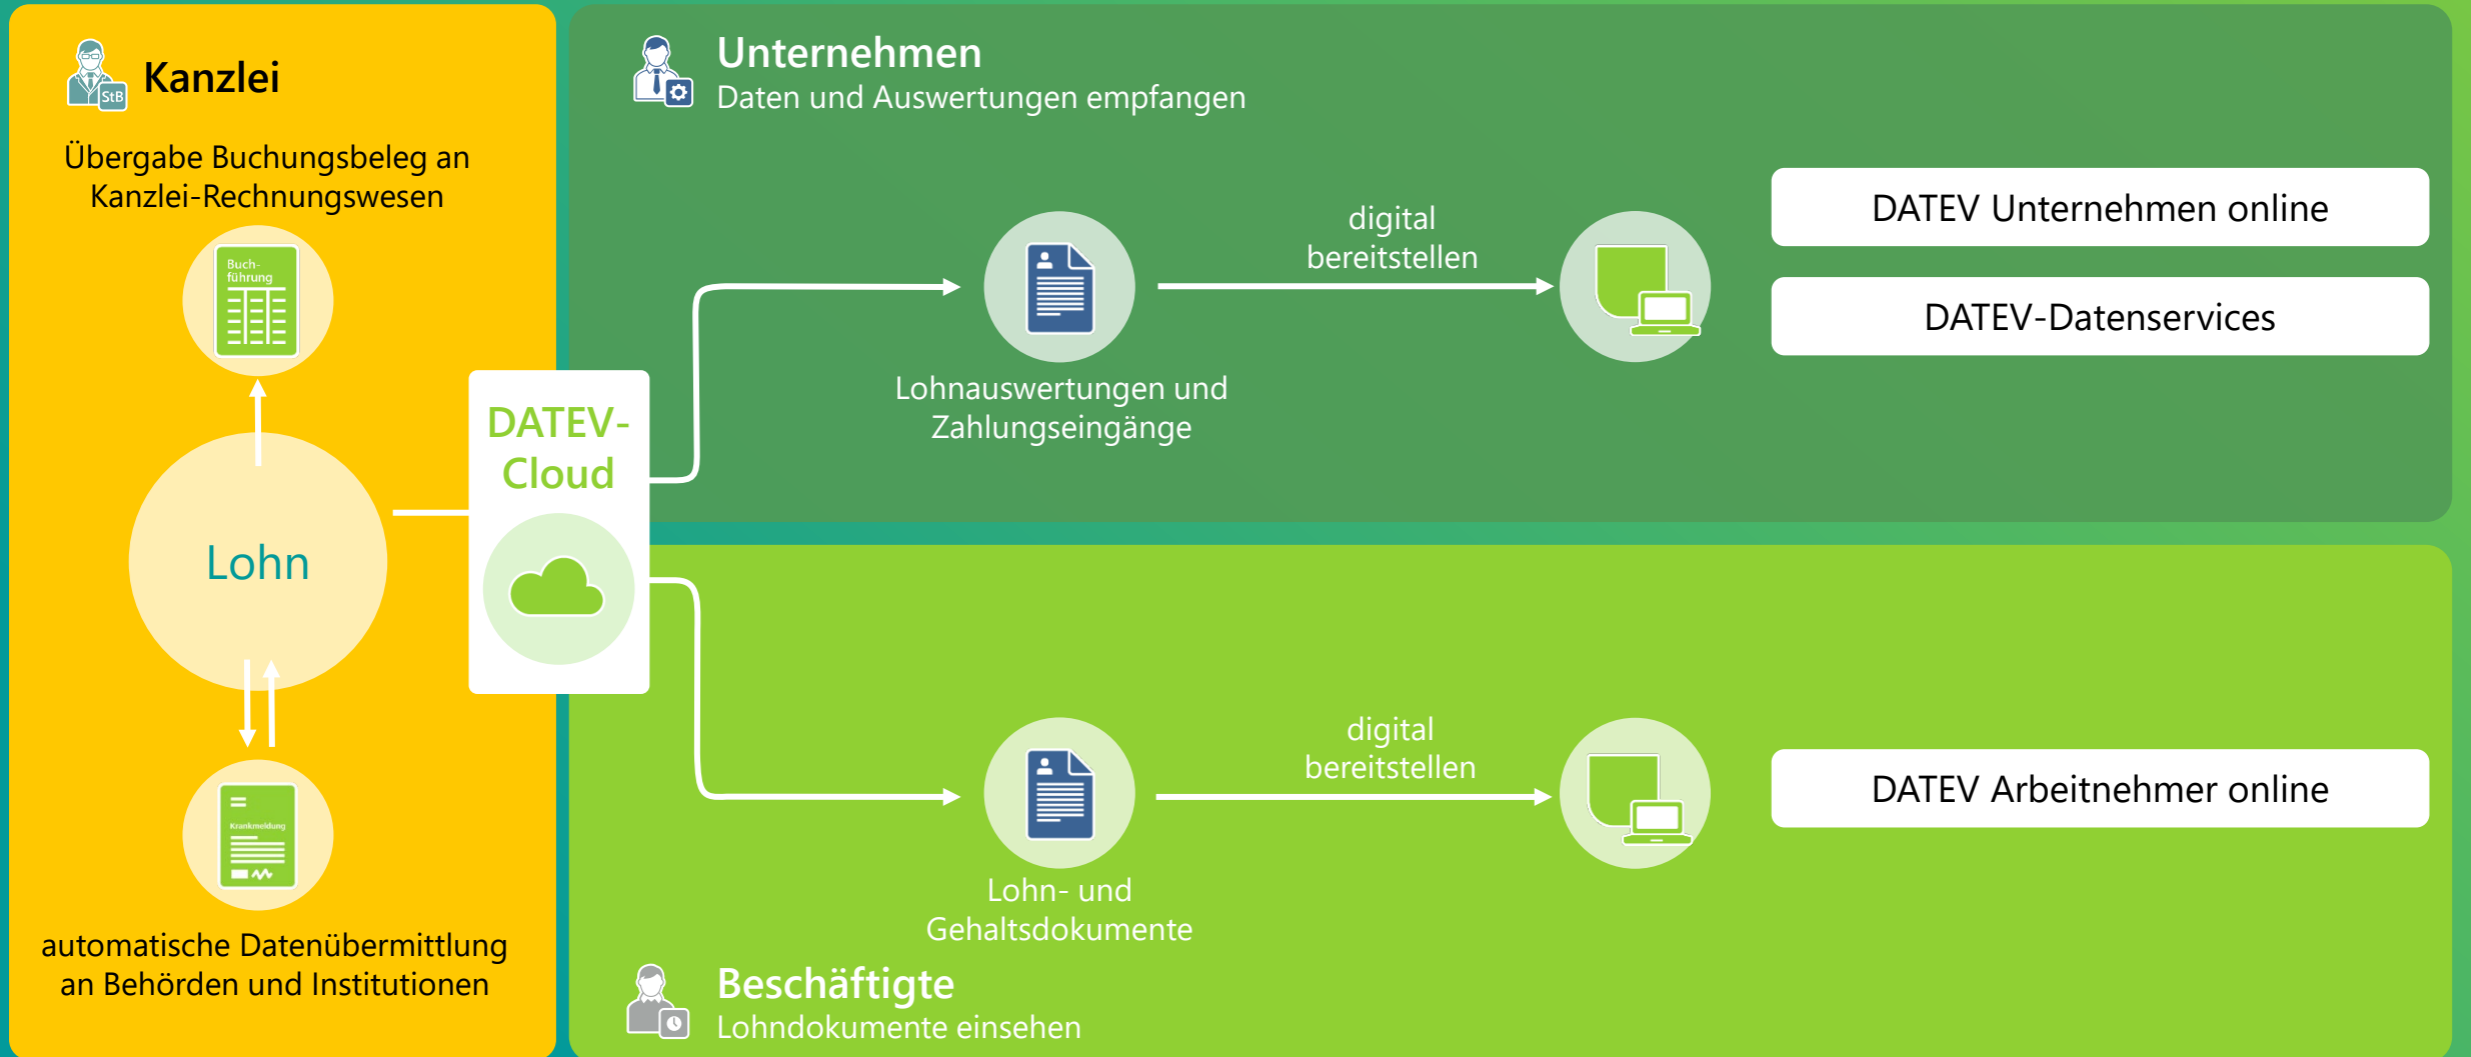 Kanzlei
StB
Übergabe Buchungsbeleg an
Kanzlei-Rechnungswesen
Buch-
führung
Lohn
Krankmeldung
automatische Datenübermittlung
an Behörden und Institutionen
DATEV-
Cloud
Unternehmen
Daten und Auswertungen empfangen
Lohnauswertungen und
Zahlungseingänge
digital
bereitstellen
DATEV Unternehmen online
DATEV-Datenservices
Lohn- und
Gehaltsdokumente
digital
bereitstellen
DATEV Arbeitnehmer online
Beschäftigte
Lohndokumente einsehen